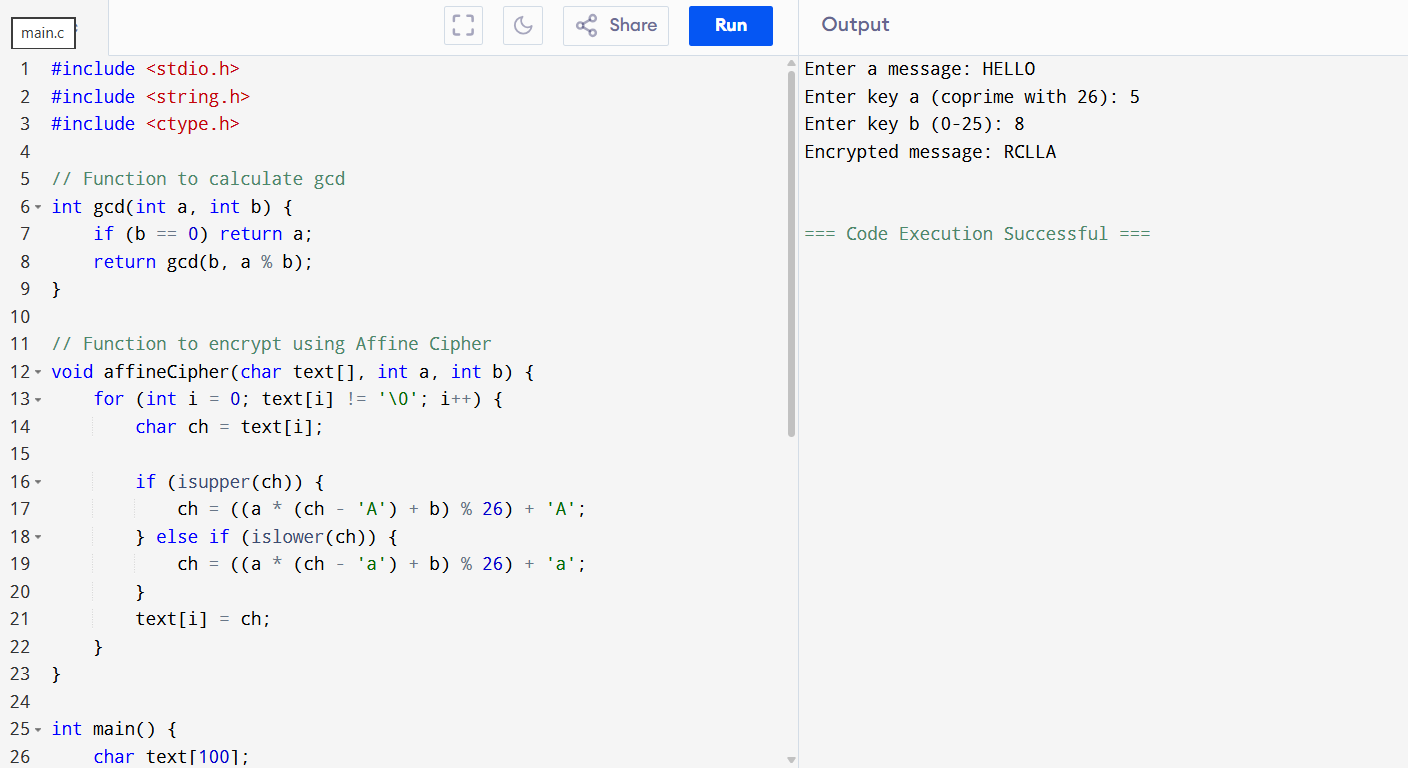 main.c
Share
Run
Output
1 #include <stdio.h>
2 #include <string.h>
3 #include <ctype.h>
4
5 // Function to calculate gcd
6 int gcd(int a, int b) {
7     if (b == 0) return a;
8     return gcd(b, a % b);
9 }
10
11 // Function to encrypt using Affine Cipher
12 void affineCipher(char text[], int a, int b) {
13     for (int i = 0; text[i] != '\0'; i++) {
14         char ch = text[i];
15
16         if (isupper(ch)) {
17             ch = ((a * (ch - 'A') + b) % 26) + 'A';
18         } else if (islower(ch)) {
19             ch = ((a * (ch - 'a') + b) % 26) + 'a';
20         }
21         text[i] = ch;
22     }
23 }
24
25 int main() {
26     char text[100];
Enter a message: HELLO
Enter key a (coprime with 26): 5
Enter key b (0-25): 8
Encrypted message: RCLLA
=== Code Execution Successful ===